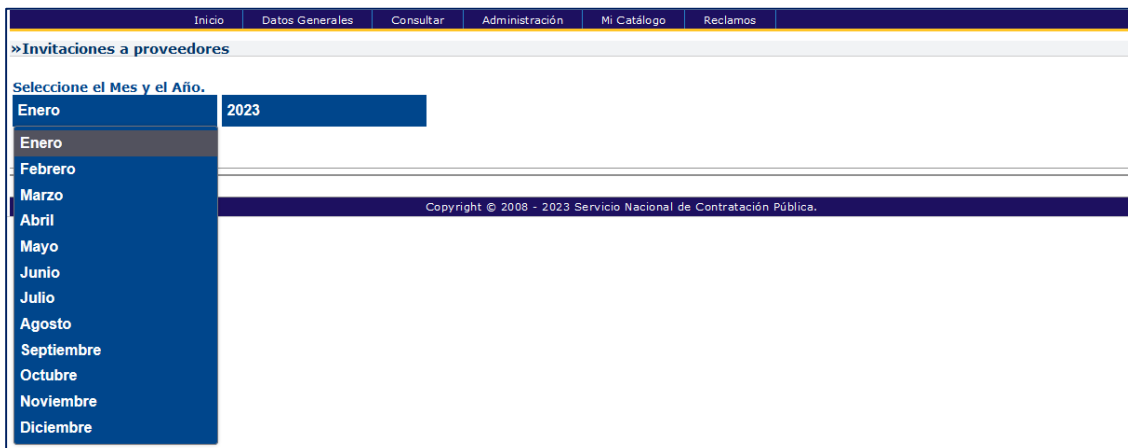 Inicio Datos Generales Consultar Administración Mi Catálogo Reclamos
»Invitaciones a proveedores
Seleccione el Mes y el Año.
Enero 2023
Enero
Febrero
Marzo
Abril
Mayo
Junio
Julio
Agosto
Septiembre
Octubre
Noviembre
Diciembre
Copyright © 2008 - 2023 Servicio Nacional de Contratación Pública.